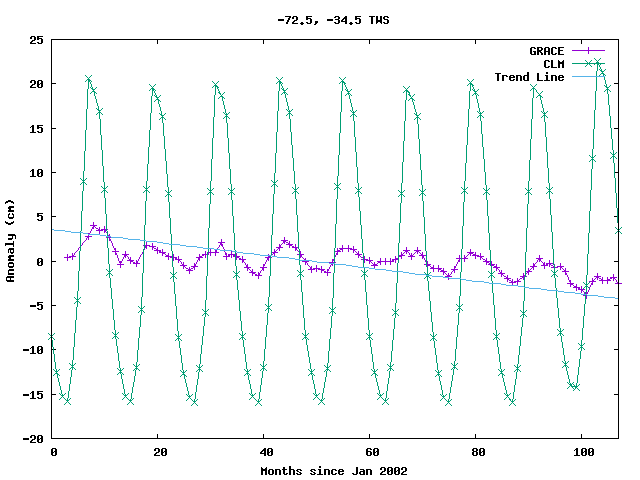 -72.5, -34.5 TWS
GRACE
CLM
Trend Line
25
20
15
10
5
0
-5
-10
-15
-20
Anomaly (cm)
0 20 40 60 80 100
Months since Jan 2002